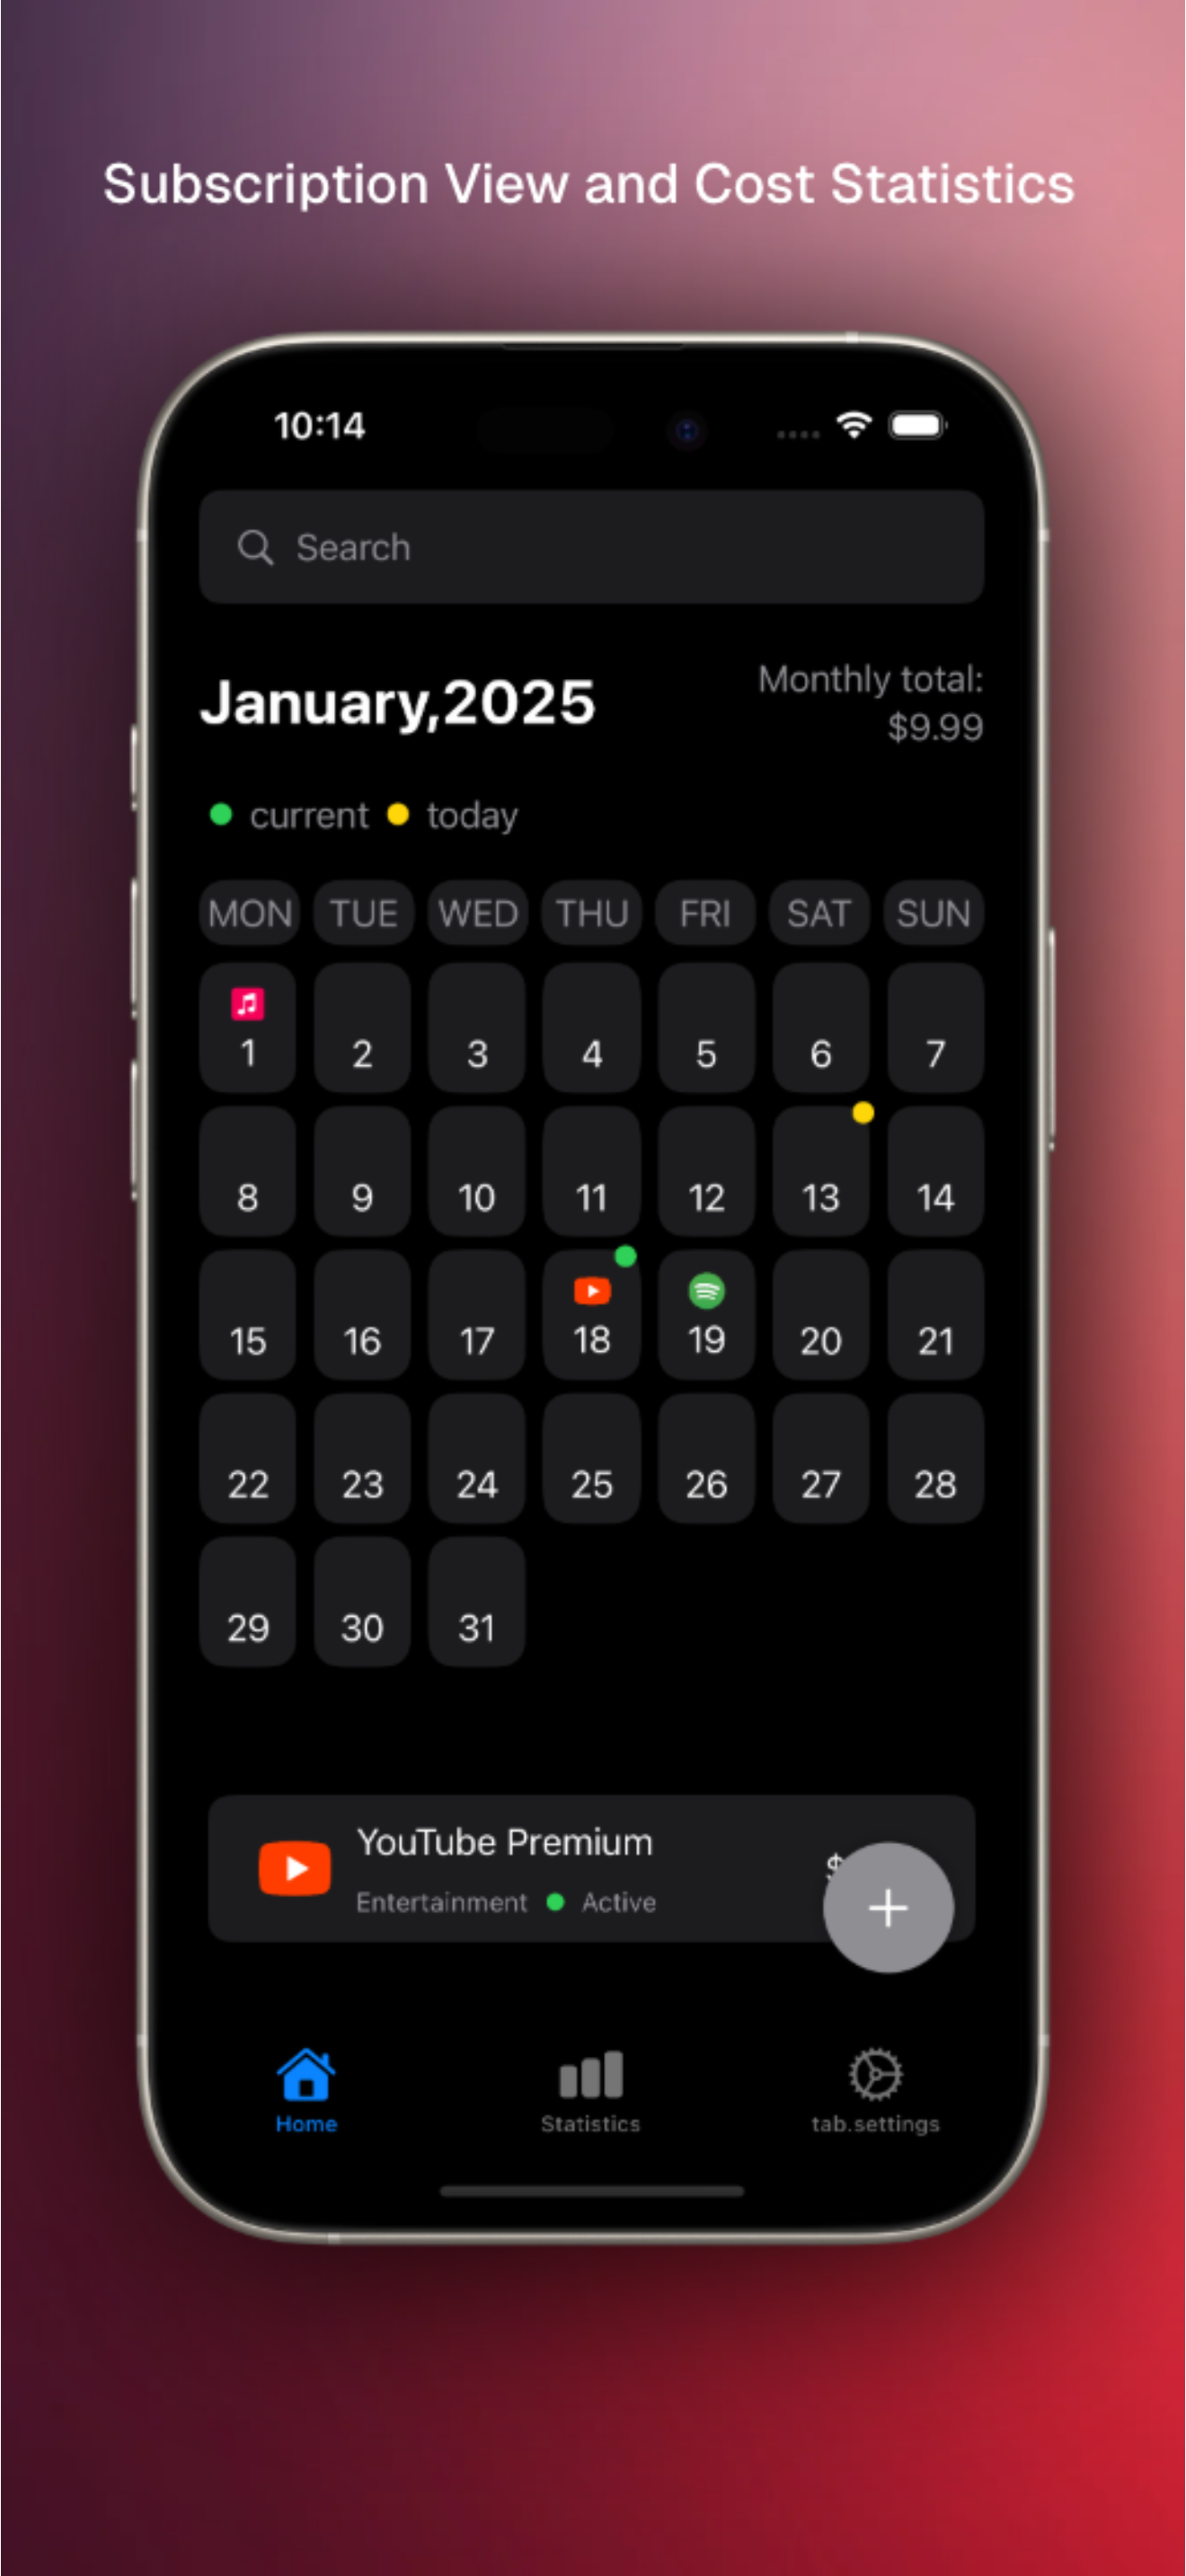 Subscription View and Cost Statistics
10:14
Search
January,2025
Monthly total:
$9.99
current today
MON TUE WED THU FRI SAT SUN
1 2 3 4 5 6 7
8 9 10 11 12 13 14
15 16 17 18 19 20 21
22 23 24 25 26 27 28
29 30 31
YouTube Premium
$
Entertainment Active
+
Home Statistics tab.settings